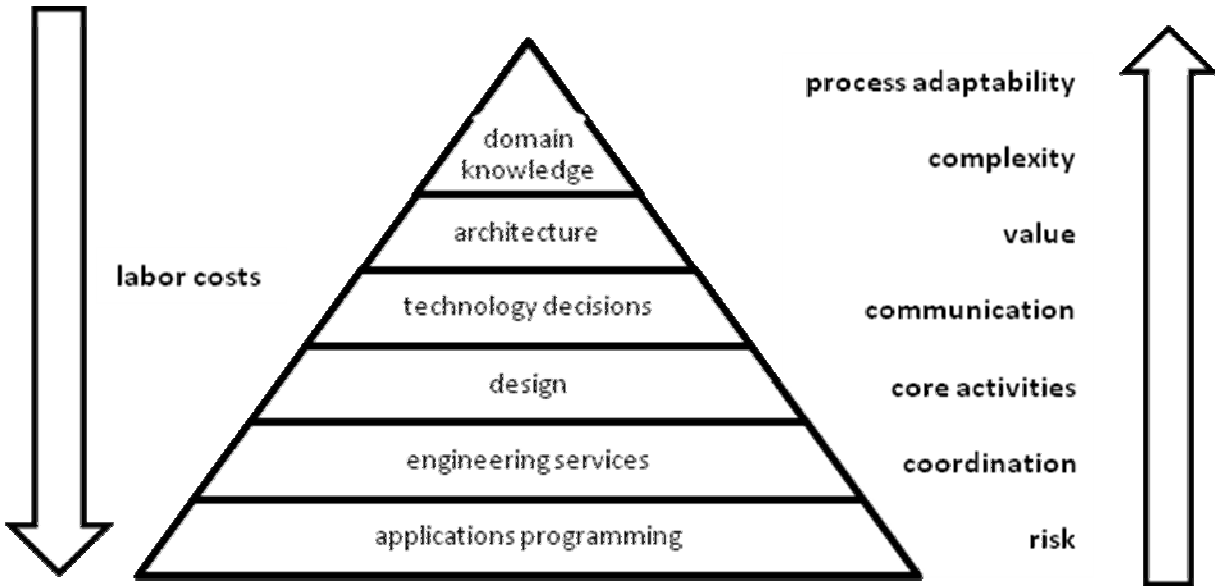 process adaptability
domain
knowledge
complexity
architecture
value
labor costs
technology decisions
communication
design
core activities
engineering services
coordination
applications programming
risk